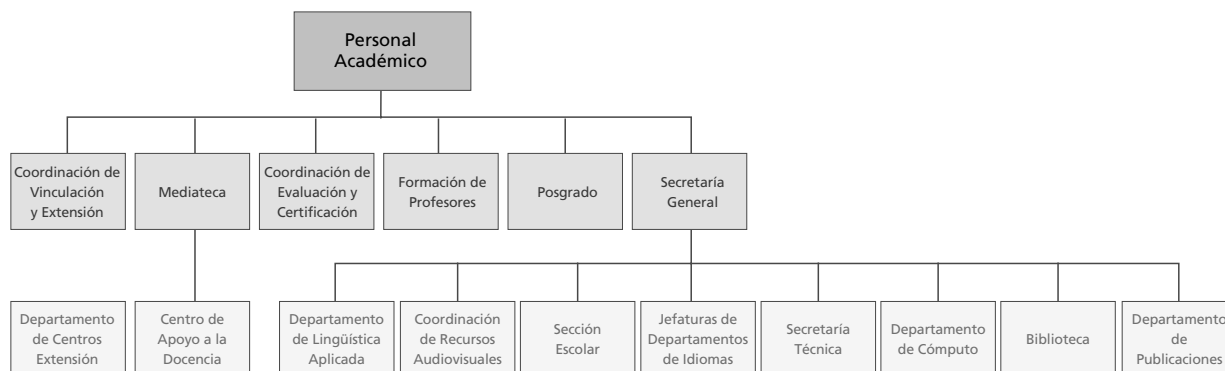 Personal
Académico
Coordinación de
Vinculación
y Extensión
Mediateca
Coordinación de
Evaluación y
Certificación
Formación de
Profesores
Posgrado
Secretaría
General
Departamento
de Centros
Extensión
Centro de
Apoyo a la
Docencia
Departamento
de Lingüística
Aplicada
Coordinación
de Recursos
Audiovisuales
Sección
Escolar
Jefaturas de
Departamentos
de Idiomas
Secretaría
Técnica
Departamento
de Cómputo
Biblioteca
Departamento
de
Publicaciones